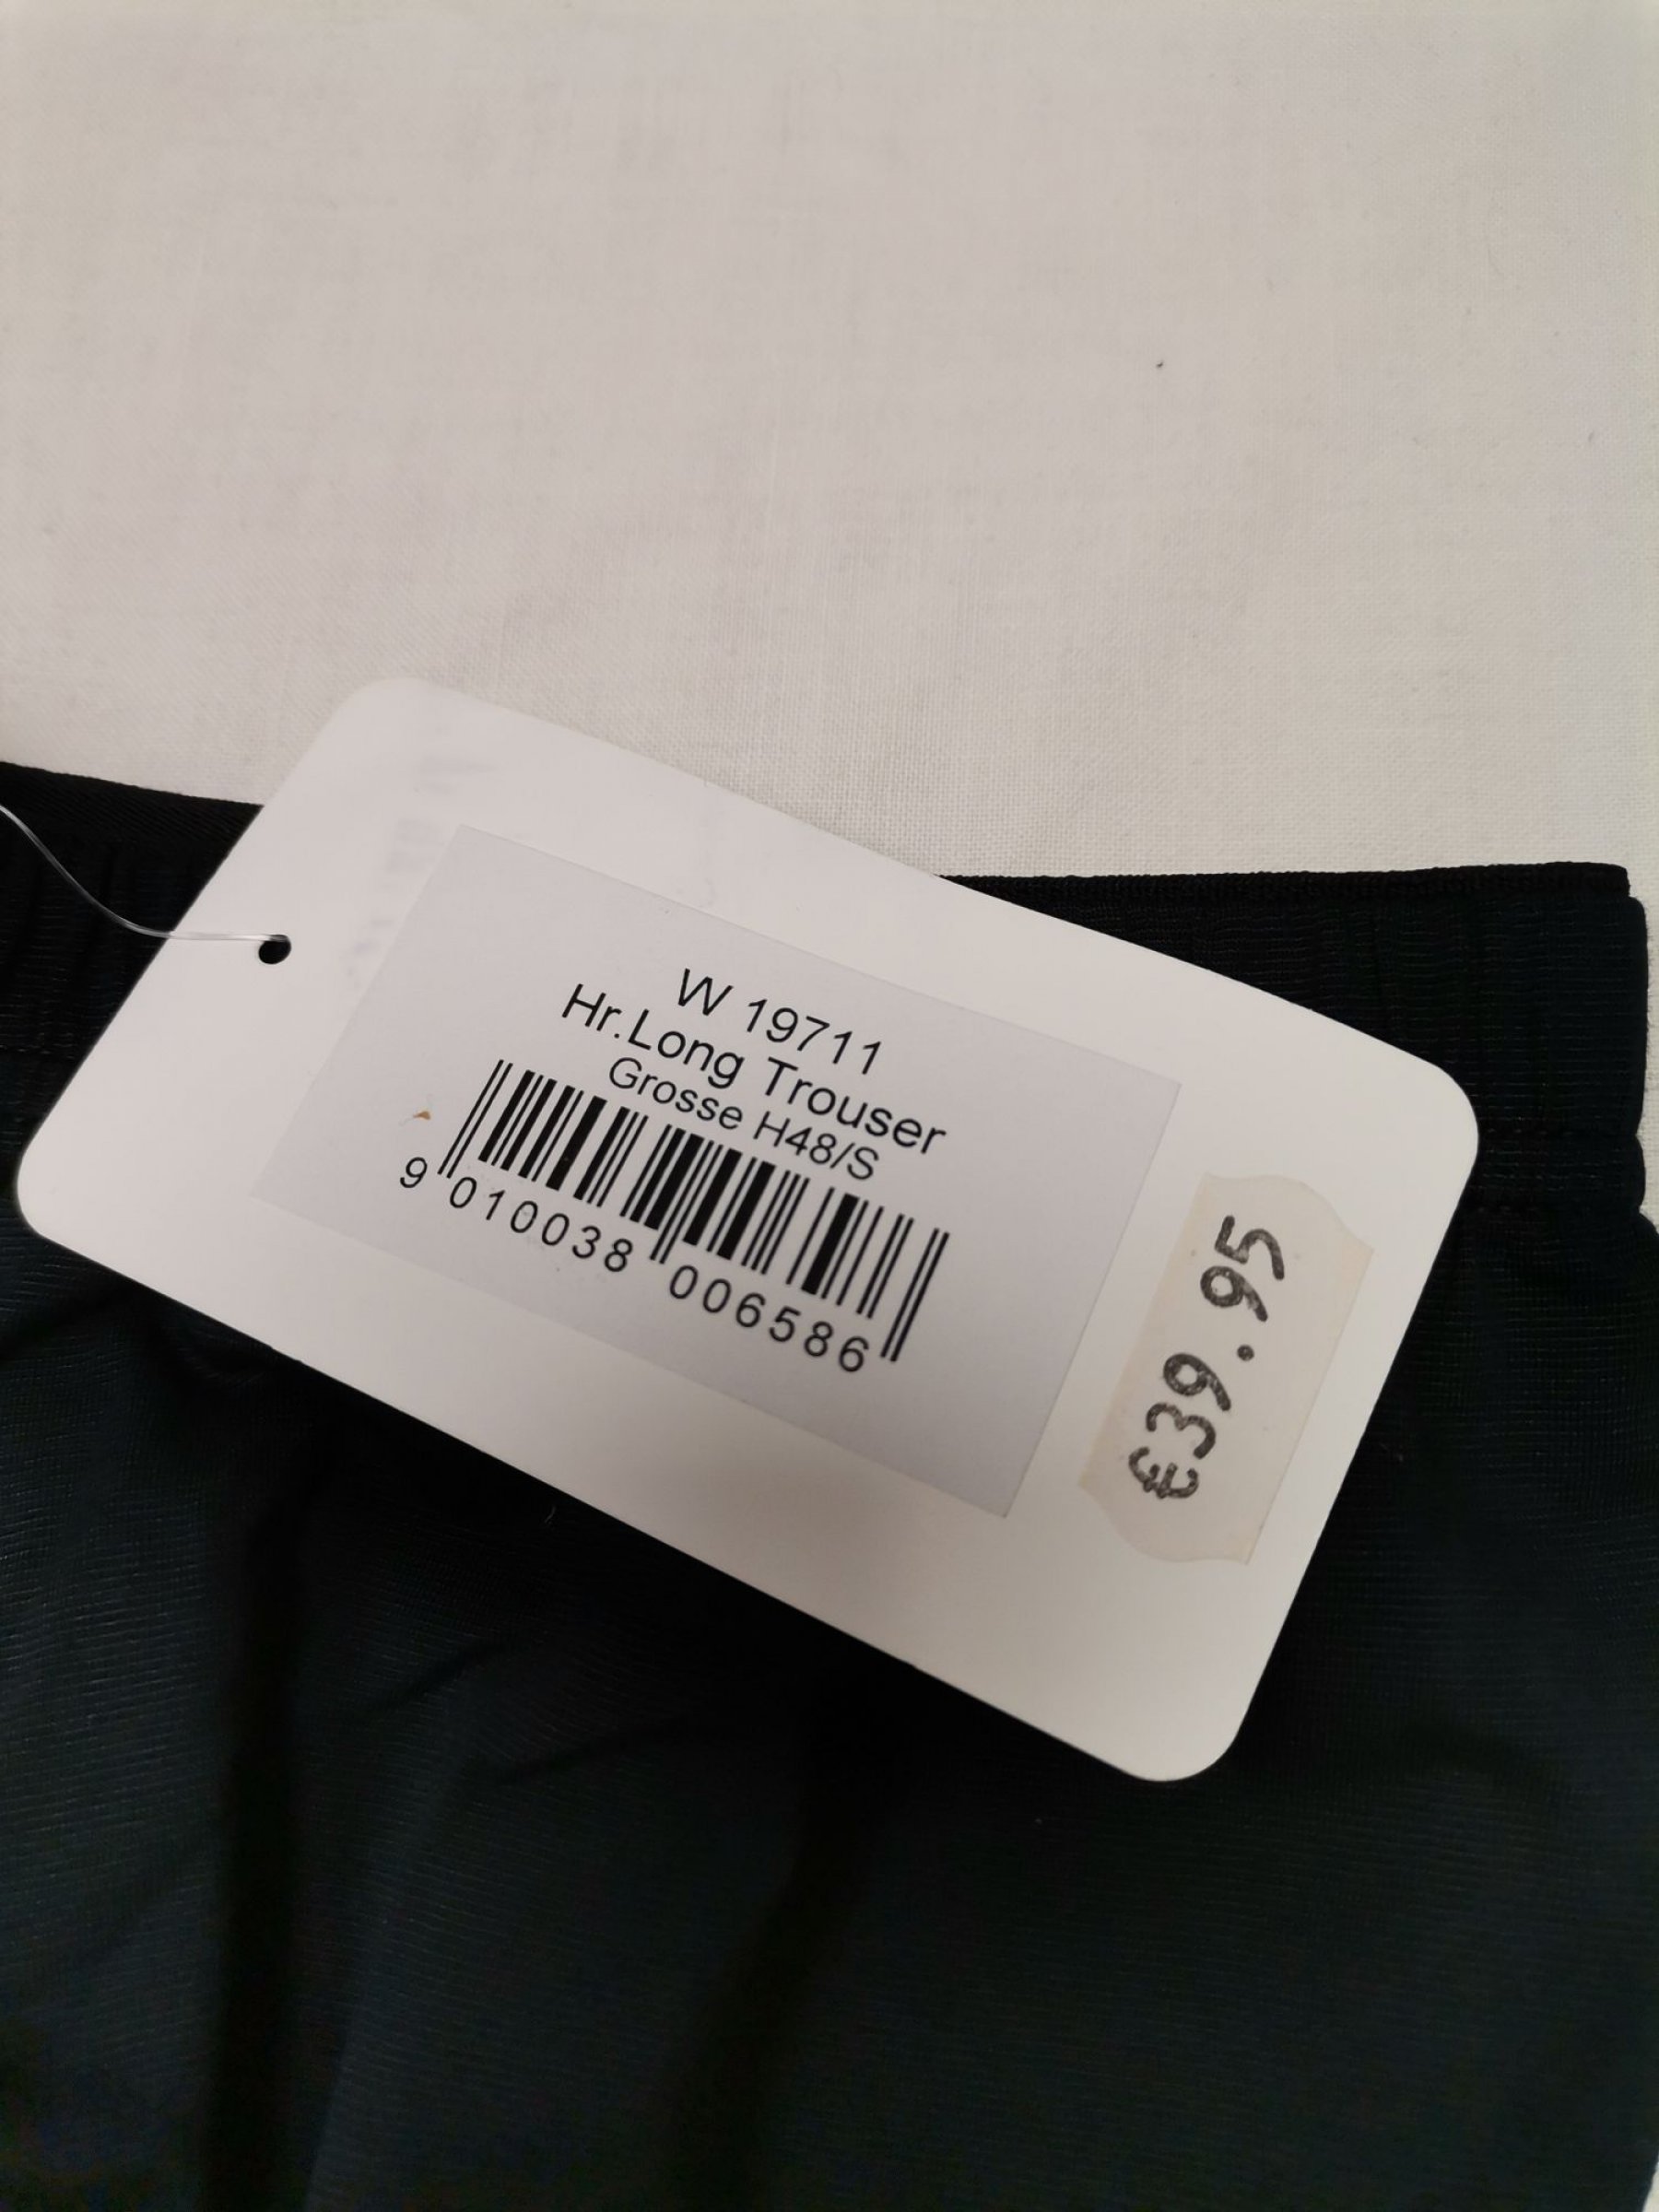 W 19711
Hr.Long Trouser
Grosse H48/S
9 010038 006586
€39.95